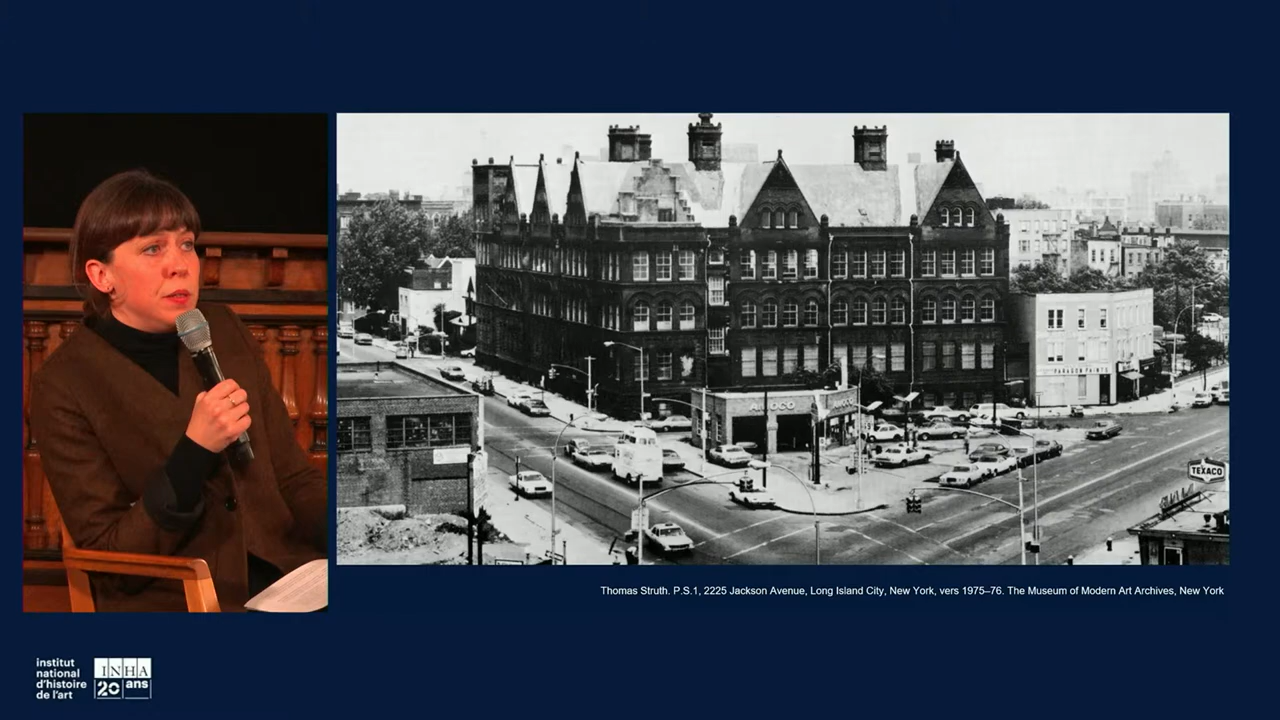 PARAGON PAINTS
TEXACO
Thomas Struth. P.S.1, 2225 Jackson Avenue, Long Island City, New York, vers 1975–76. The Museum of Modern Art Archives, New York
institut
national
d'histoire
de l'art
INHA
20 ans